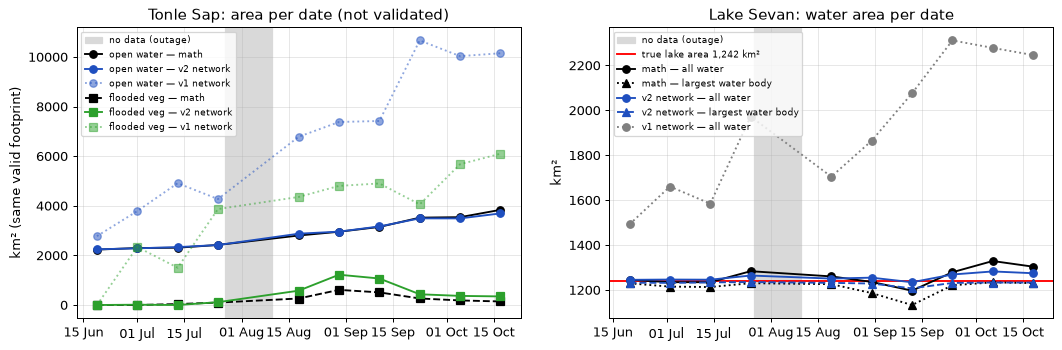 Tonle Sap: area per date (not validated)
km² (same valid footprint)
10000
8000
6000
4000
2000
0
no data (outage)
open water — math
open water — v2 network
open water — v1 network
flooded veg — math
flooded veg — v2 network
flooded veg — v1 network
15 Jun 01 Jul 15 Jul 01 Aug 15 Aug 01 Sep 15 Sep 01 Oct 15 Oct
Lake Sevan: water area per date
km²
2200
2000
1800
1600
1400
1200
no data (outage)
true lake area 1,242 km²
math — all water
math — largest water body
v2 network — all water
v2 network — largest water body
v1 network — all water
15 Jun 01 Jul 15 Jul 01 Aug 15 Aug 01 Sep 15 Sep 01 Oct 15 Oct